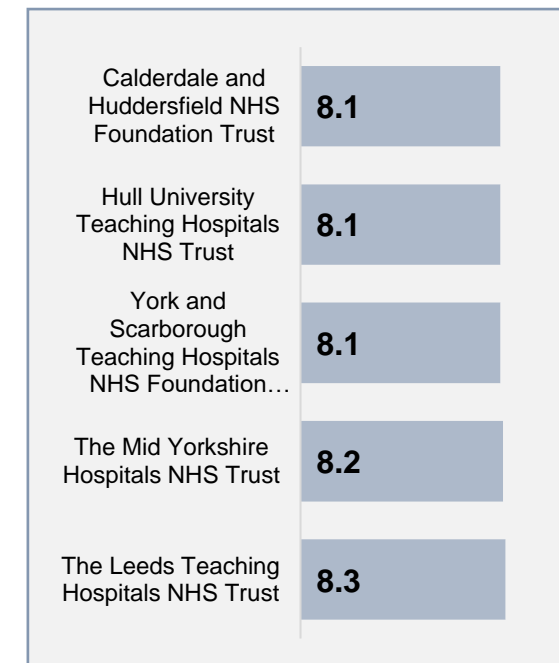 Calderdale and
Huddersfield NHS
Foundation Trust
8.1
Hull University
Teaching Hospitals
NHS Trust
8.1
York and
Scarborough
Teaching Hospitals
NHS Foundation…
8.1
The Mid Yorkshire
Hospitals NHS Trust
8.2
The Leeds Teaching
Hospitals NHS Trust
8.3